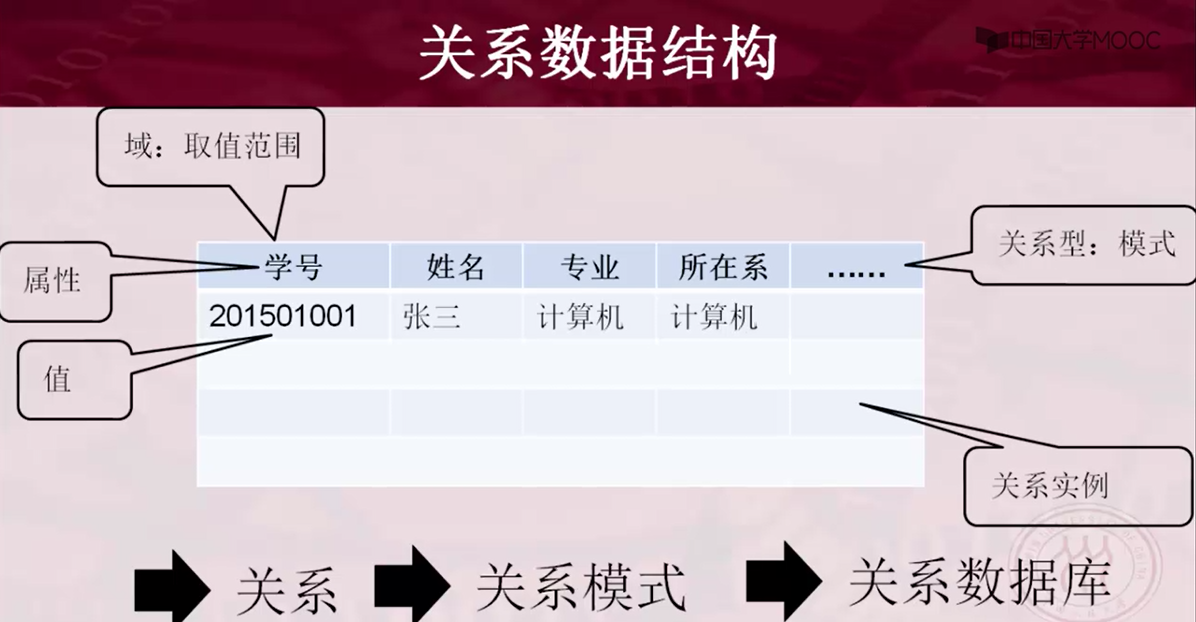 关系数据结构
中国大学MOOC
域：取值范围
属性
关系型：模式
学号 姓名 专业 所在系 ……
201501001 张三 计算机 计算机
值
关系实例
关系 关系模式 关系数据库